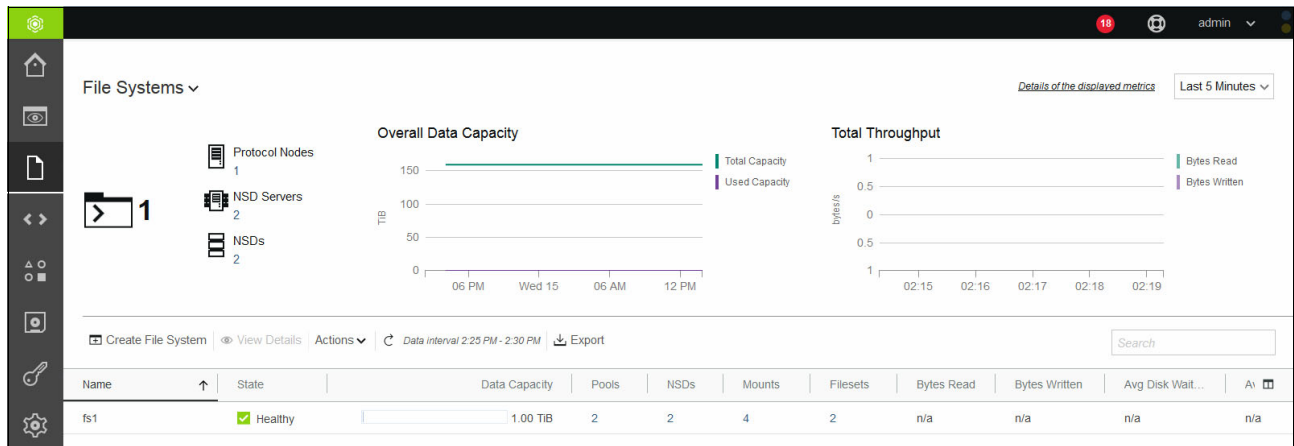 18
admin
File Systems
Details of the displayed metrics
Last 5 Minutes
1
Protocol Nodes
1
NSD Servers
2
NSDs
2
Overall Data Capacity
TiB
150
100
50
0
06 PM Wed 15 06 AM 12 PM
Total Capacity
Used Capacity
Total Throughput
bytes/s
1
0.5
0
0.5
1
02:15 02:16 02:17 02:18 02:19
Bytes Read
Bytes Written
Create File System View Details Actions Data interval 2:25 PM - 2:30 PM Export
Search
Name State Data Capacity Pools NSDs Mounts Filesets Bytes Read Bytes Written Avg Disk Wait...
fs1 Healthy 1.00 TiB 2 2 4 2 n/a n/a n/a n/a